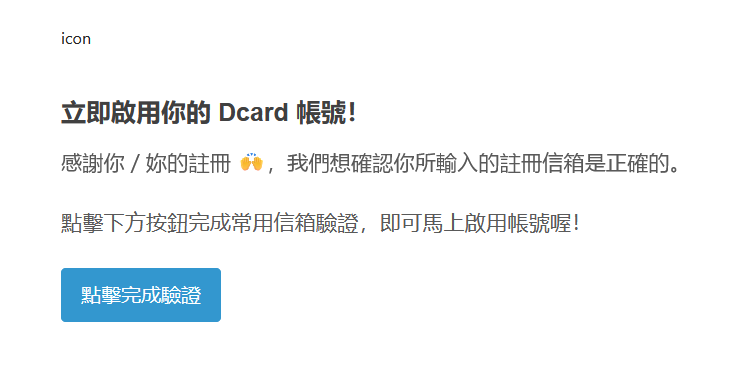 icon
立即啟用你的 Dcard 帳號！
感謝你 / 妳的註冊 🙌，我們想確認你所輸入的註冊信箱是正確的。
點擊下方按鈕完成常用信箱驗證，即可馬上啟用帳號喔！
點擊完成驗證